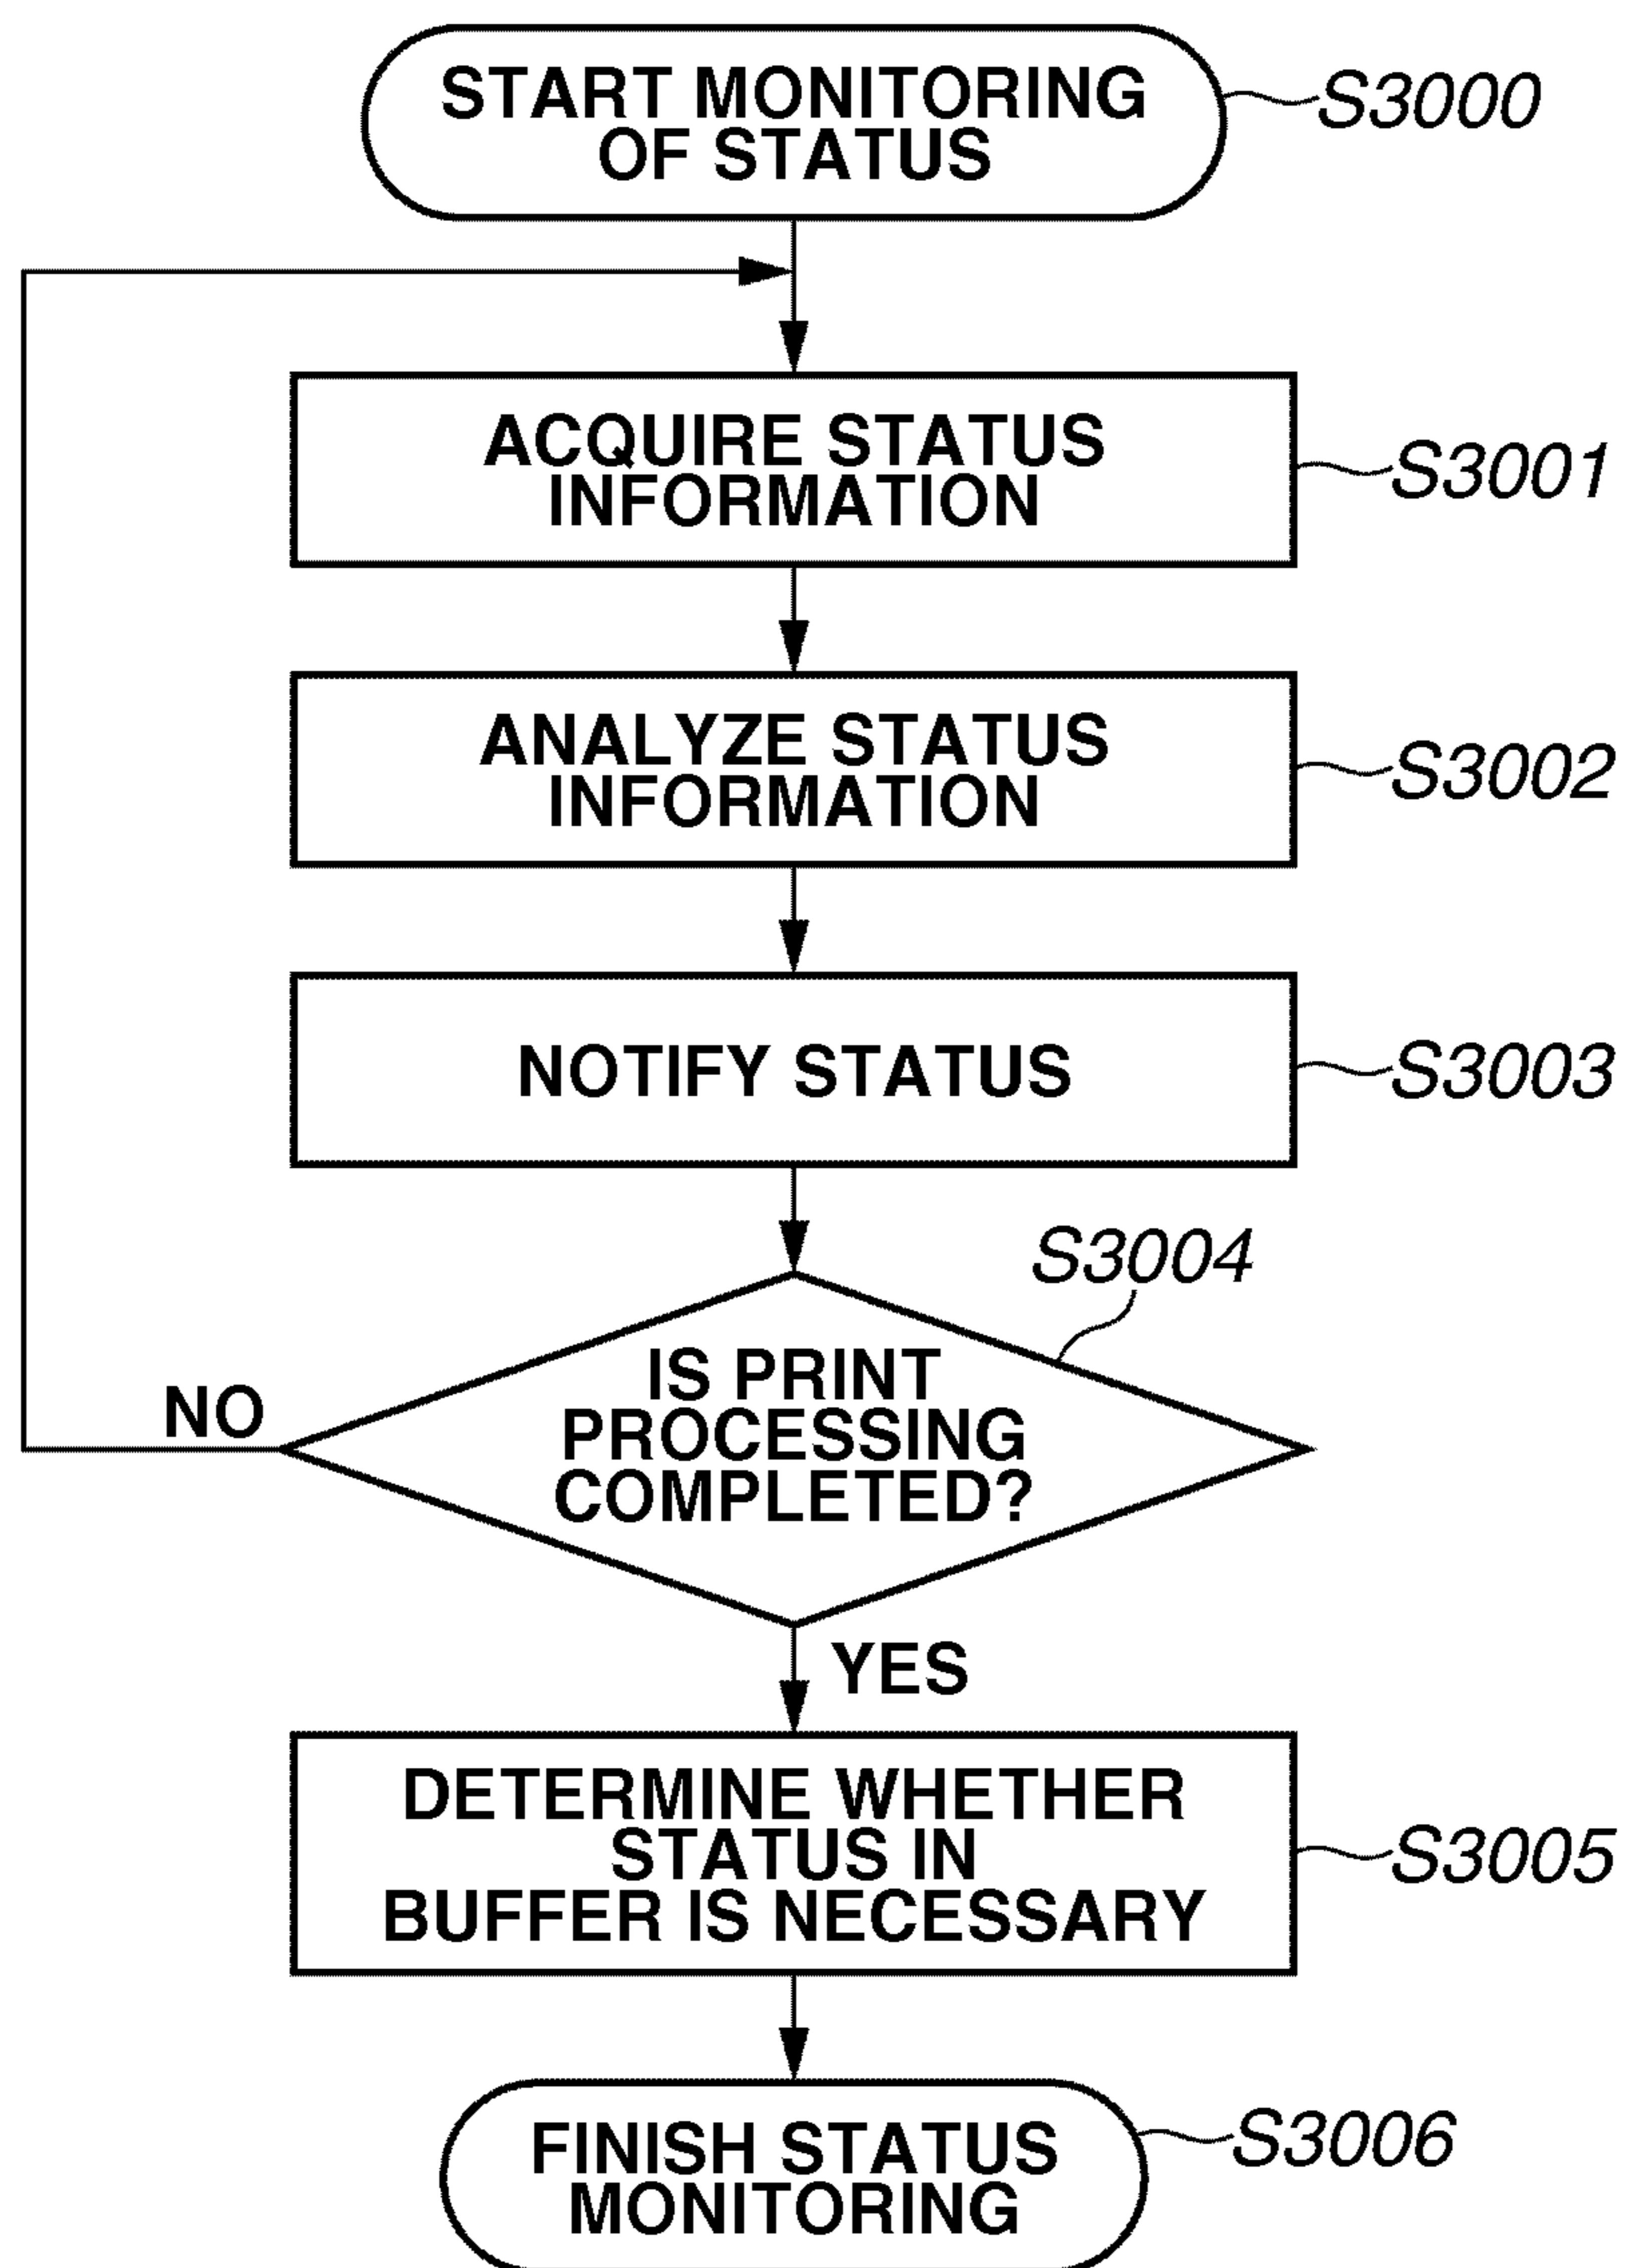 START MONITORING
OF STATUS
S3000
ACQUIRE STATUS
INFORMATION
S3001
ANALYZE STATUS
INFORMATION
S3002
NOTIFY STATUS
S3003
S3004
IS PRINT
PROCESSING
COMPLETED?
NO
YES
DETERMINE WHETHER
STATUS IN
BUFFER IS NECESSARY
S3005
FINISH STATUS
MONITORING
S3006